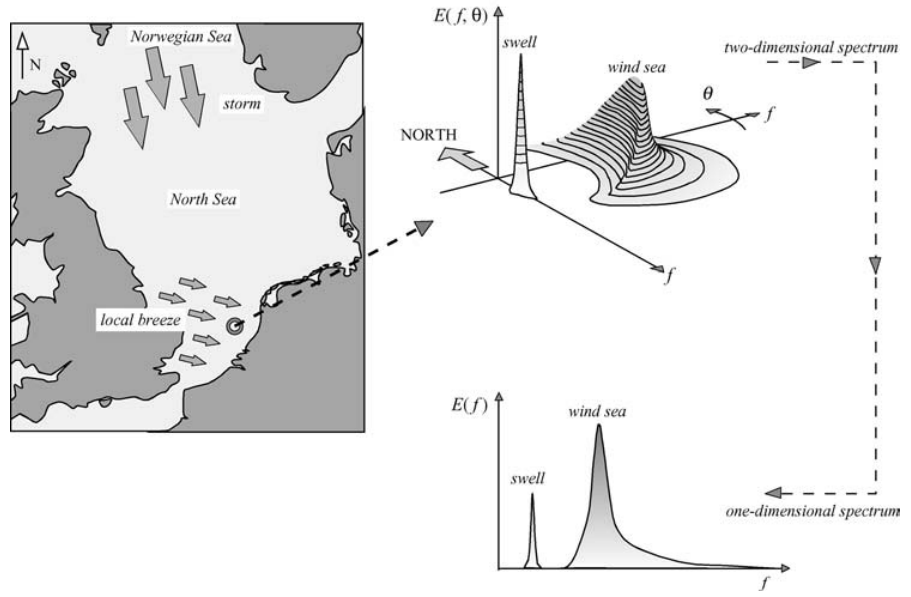 Norwegian Sea
N
storm
North Sea
local breeze
E(f, θ)
swell
wind sea
two-dimensional spectrum
θ
f
NORTH
f
E(f)
wind sea
swell
one-dimensional spectrum
f